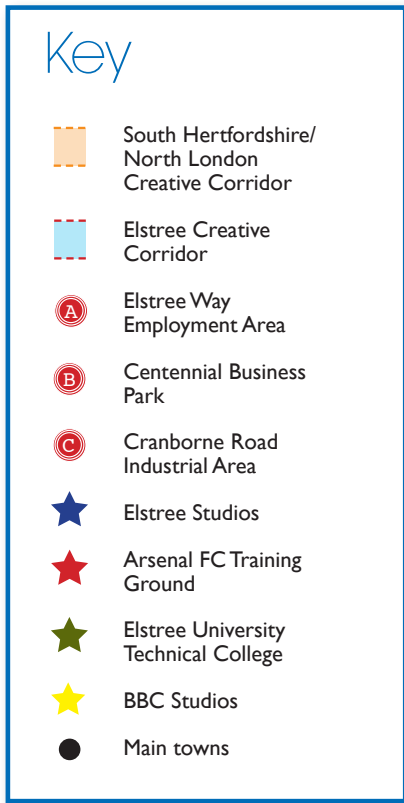 Key
South Hertfordshire/
North London
Creative Corridor
Elstree Creative
Corridor
A
Elstree Way
Employment Area
B
Centennial Business
Park
C
Cranborne Road
Industrial Area
Elstree Studios
Arsenal FC Training
Ground
Elstree University
Technical College
BBC Studios
Main towns